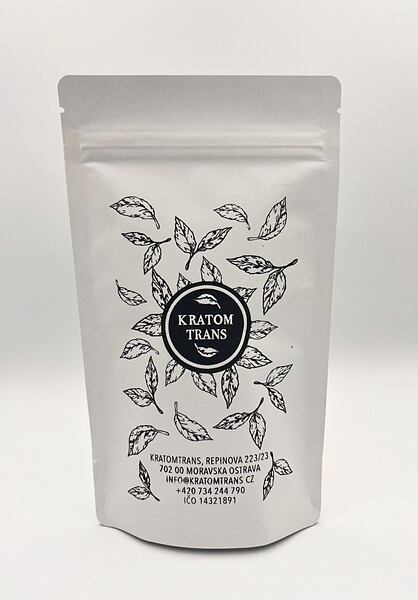 KRATOM
TRANS
KRATOMTRANS, REPINOVA 223/23
702 00 MORAVSKA OSTRAVA
INFO@KRATOMTRANS.CZ
+420 734 244 790
IČO 14321891